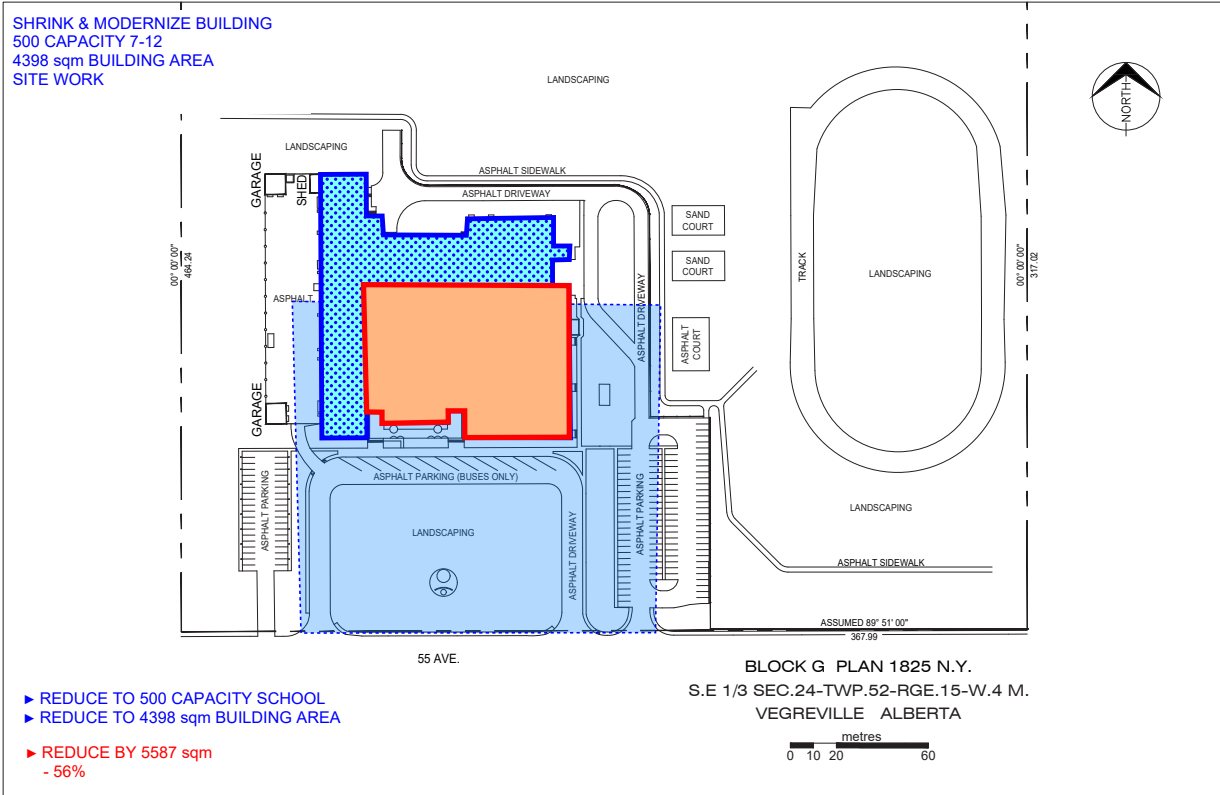 SHRINK & MODERNIZE BUILDING
500 CAPACITY 7-12
4398 sqm BUILDING AREA
SITE WORK
LANDSCAPING
NORTH
LANDSCAPING
GARAGE
SHED
ASPHALT SIDEWALK
ASPHALT DRIVEWAY
SAND
COURT
SAND
COURT
00° 00' 00"
464.24
ASPHALT
ASPHALT DRIVEWAY
ASPHALT
COURT
TRACK
LANDSCAPING
00° 00' 00"
317.02
GARAGE
ASPHALT PARKING
ASPHALT PARKING (BUSES ONLY)
LANDSCAPING
ASPHALT DRIVEWAY
ASPHALT PARKING
LANDSCAPING
ASPHALT SIDEWALK
ASSUMED 89° 51' 00"
367.99
55 AVE.
BLOCK G PLAN 1825 N.Y.
S.E 1/3 SEC.24-TWP.52-RGE.15-W.4 M.
VEGREVILLE ALBERTA
metres
0 10 20 60
► REDUCE TO 500 CAPACITY SCHOOL
► REDUCE TO 4398 sqm BUILDING AREA
► REDUCE BY 5587 sqm
- 56%